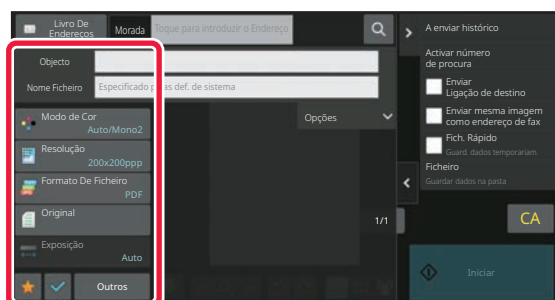 Livro De
Endereços
Morada
Toque para introduzir o Endereço
Objecto
Nome Ficheiro
Especificado p as def. de sistema
Modo de Cor
Auto/Mono2
Resolução
200x200ppp
Formato De Ficheiro
PDF
Original
Exposição
Auto
Outros
Opções
1/1
A enviar histórico
Activar número
de procura
Enviar
Ligação de destino
Enviar mesma imagem
como endereço de fax
Fich. Rápido
Guard. dados temporariam
Ficheiro
Guardar dados na pasta
CA
Iniciar